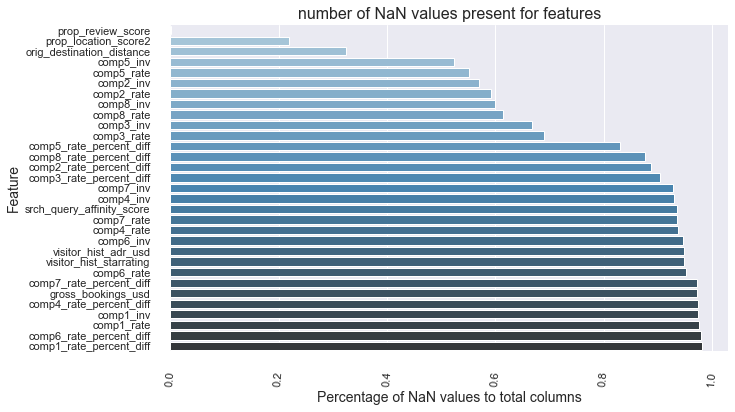 number of NaN values present for features
prop_review_score
prop_location_score2
orig_destination_distance
comp5_inv
comp5_rate
comp2_inv
comp2_rate
comp8_inv
comp8_rate
comp3_inv
comp3_rate
comp5_rate_percent_diff
comp8_rate_percent_diff
comp2_rate_percent_diff
comp3_rate_percent_diff
comp7_inv
comp4_inv
srch_query_affinity_score
comp7_rate
comp4_rate
comp6_inv
visitor_hist_adr_usd
visitor_hist_starrating
comp6_rate
comp7_rate_percent_diff
gross_bookings_usd
comp4_rate_percent_diff
comp1_inv
comp1_rate
comp6_rate_percent_diff
comp1_rate_percent_diff
Feature
0.0
0.2
0.4
0.6
0.8
1.0
Percentage of NaN values to total columns